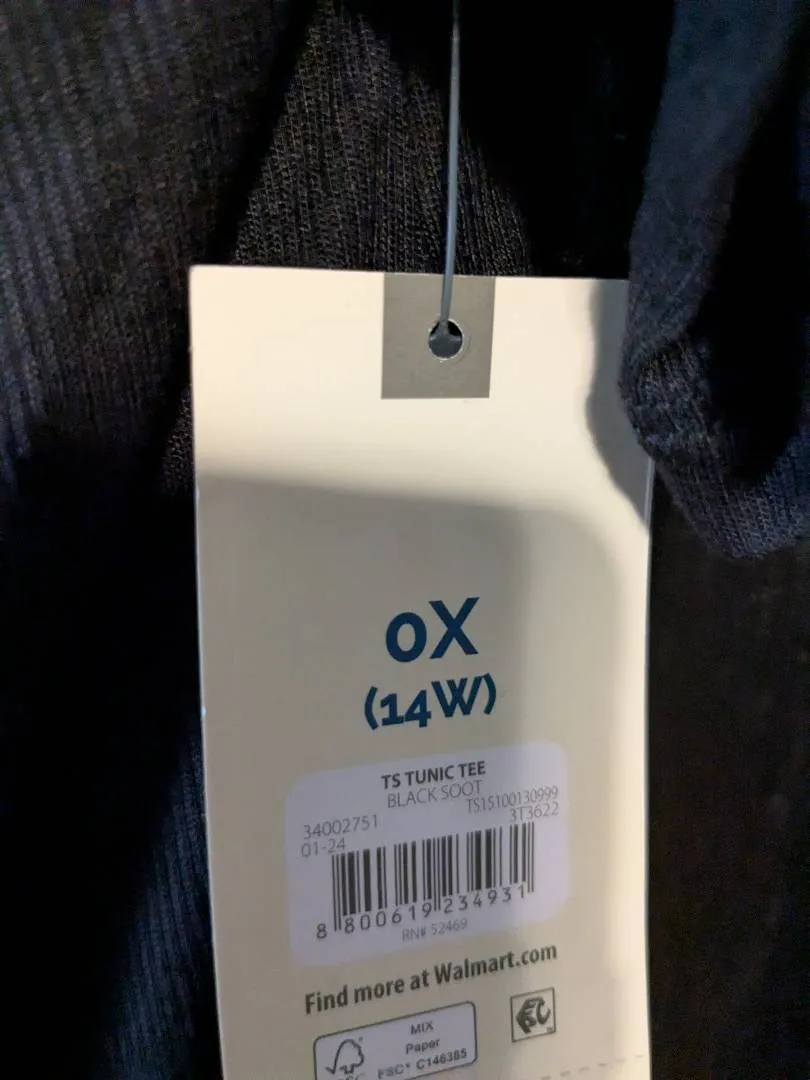 0X
(14W)
TS TUNIC TEE
BLACK SOOT
34002751 TS15100130999
01-24 3T3622
8 800619 234931
RN# 52469
Find more at Walmart.com
MIX
Paper
FSC® C146385